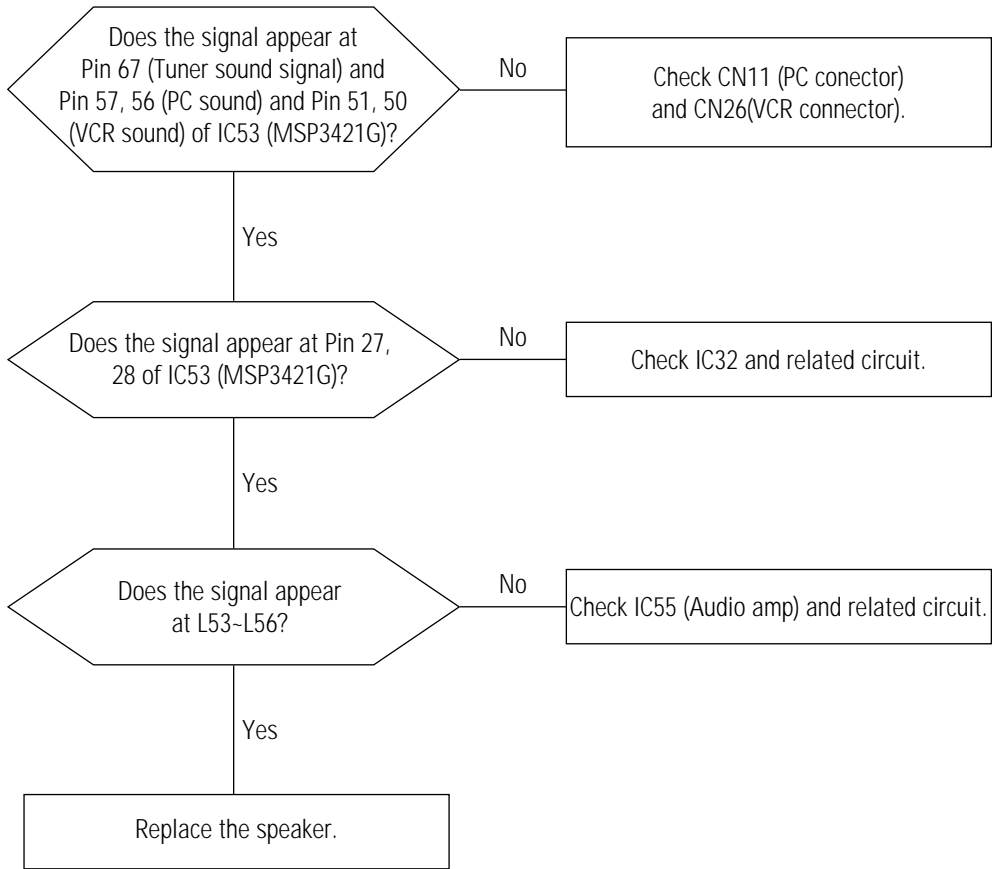 Does the signal appear at
Pin 67 (Tuner sound signal) and
Pin 57, 56 (PC sound) and Pin 51, 50
(VCR sound) of IC53 (MSP3421G)?
No
Check CN11 (PC conector)
and CN26(VCR connector).
Yes
Does the signal appear at Pin 27,
28 of IC53 (MSP3421G)?
No
Check IC32 and related circuit.
Yes
Does the signal appear
at L53~L56?
No
Check IC55 (Audio amp) and related circuit.
Yes
Replace the speaker.